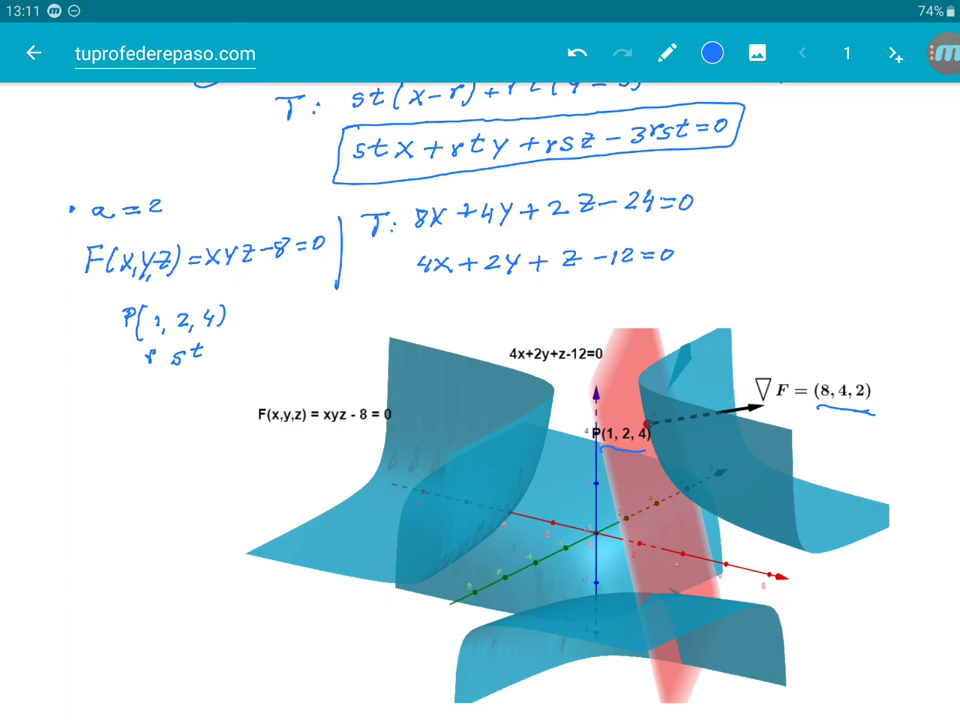 13:11 74%
tuprofederepaso.com 1
T: st(x-r)+r
stx+rty+rsz-3rst=0
• a=2
T: 8x+4y+2z-24=0
F(x,y,z)=xyz-8=0
4x+2y+z-12=0
P(1, 2, 4)
r s t
4x+2y+z-12=0
∇F = (8, 4, 2)
F(x,y,z) = xyz - 8 = 0
P(1, 2, 4)